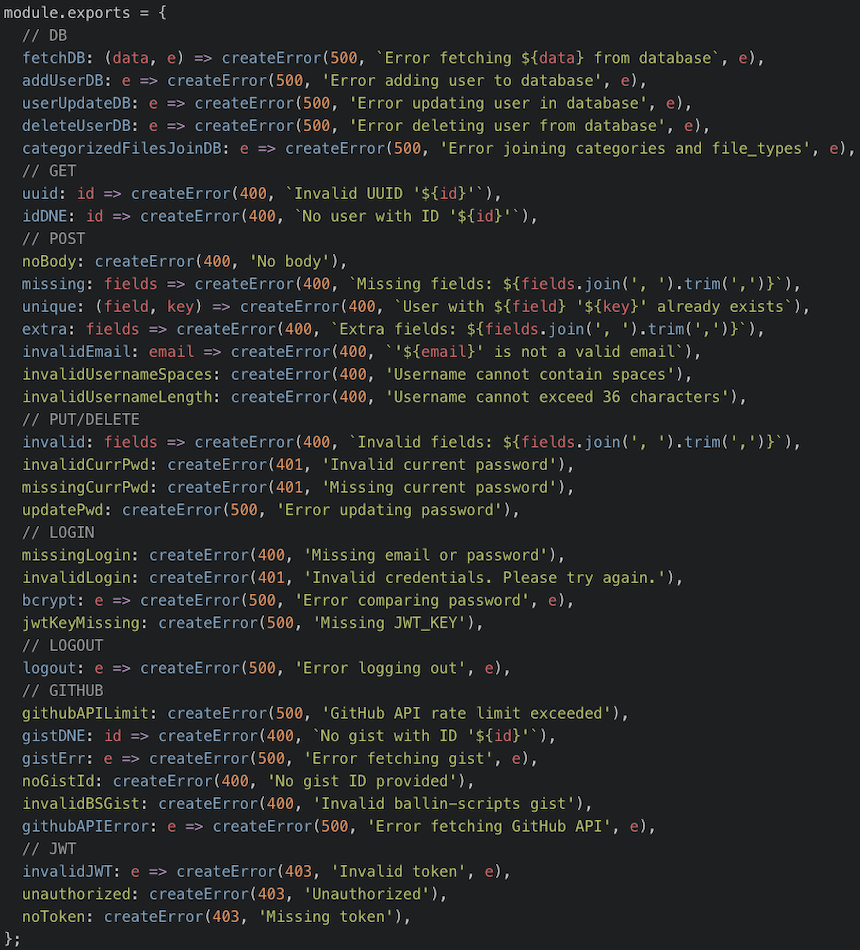 module.exports = {
  // DB
  fetchDB: (data, e) => createError(500, `Error fetching ${data} from database`, e),
  addUserDB: e => createError(500, 'Error adding user to database', e),
  userUpdateDB: e => createError(500, 'Error updating user in database', e),
  deleteUserDB: e => createError(500, 'Error deleting user from database', e),
  categorizedFilesJoinDB: e => createError(500, 'Error joining categories and file_types', e),
  // GET
  uuid: id => createError(400, `Invalid UUID '${id}'`),
  idDNE: id => createError(400, `No user with ID '${id}'`),
  // POST
  noBody: createError(400, 'No body'),
  missing: fields => createError(400, `Missing fields: ${fields.join(', ').trim(',')}`),
  unique: (field, key) => createError(400, `User with ${field} '${key}' already exists`),
  extra: fields => createError(400, `Extra fields: ${fields.join(', ').trim(',')}`),
  invalidEmail: email => createError(400, `'${email}' is not a valid email`),
  invalidUsernameSpaces: createError(400, 'Username cannot contain spaces'),
  invalidUsernameLength: createError(400, 'Username cannot exceed 36 characters'),
  // PUT/DELETE
  invalid: fields => createError(400, `Invalid fields: ${fields.join(', ').trim(',')}`),
  invalidCurrPwd: createError(401, 'Invalid current password'),
  missingCurrPwd: createError(401, 'Missing current password'),
  updatePwd: createError(500, 'Error updating password'),
  // LOGIN
  missingLogin: createError(400, 'Missing email or password'),
  invalidLogin: createError(401, 'Invalid credentials. Please try again.'),
  bcrypt: e => createError(500, 'Error comparing password', e),
  jwtKeyMissing: createError(500, 'Missing JWT_KEY'),
  // LOGOUT
  logout: e => createError(500, 'Error logging out', e),
  // GITHUB
  githubAPILimit: createError(500, 'GitHub API rate limit exceeded'),
  gistDNE: id => createError(400, `No gist with ID '${id}'`),
  gistErr: e => createError(500, 'Error fetching gist', e),
  noGistId: createError(400, 'No gist ID provided'),
  invalidBSGist: createError(400, 'Invalid ballin-scripts gist'),
  githubAPIError: e => createError(500, 'Error fetching GitHub API', e),
  // JWT
  invalidJWT: e => createError(403, 'Invalid token', e),
  unauthorized: createError(403, 'Unauthorized'),
  noToken: createError(403, 'Missing token'),
};